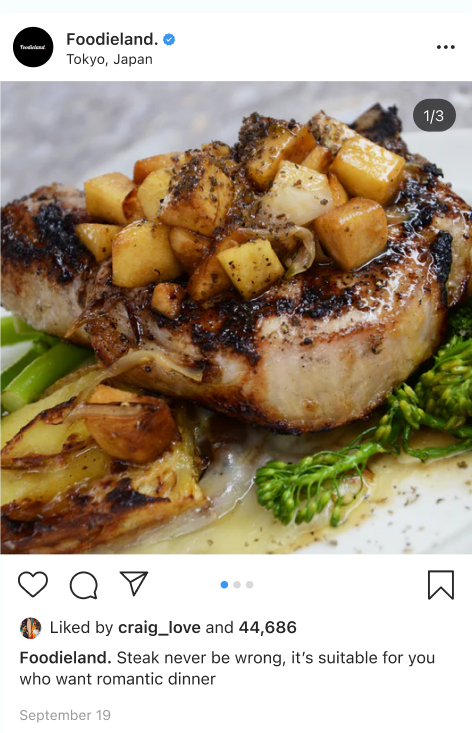 Foodieland.
Foodieland.
Tokyo, Japan
1/3
Liked by craig_love and 44,686
Foodieland. Steak never be wrong, it’s suitable for you
who want romantic dinner
September 19